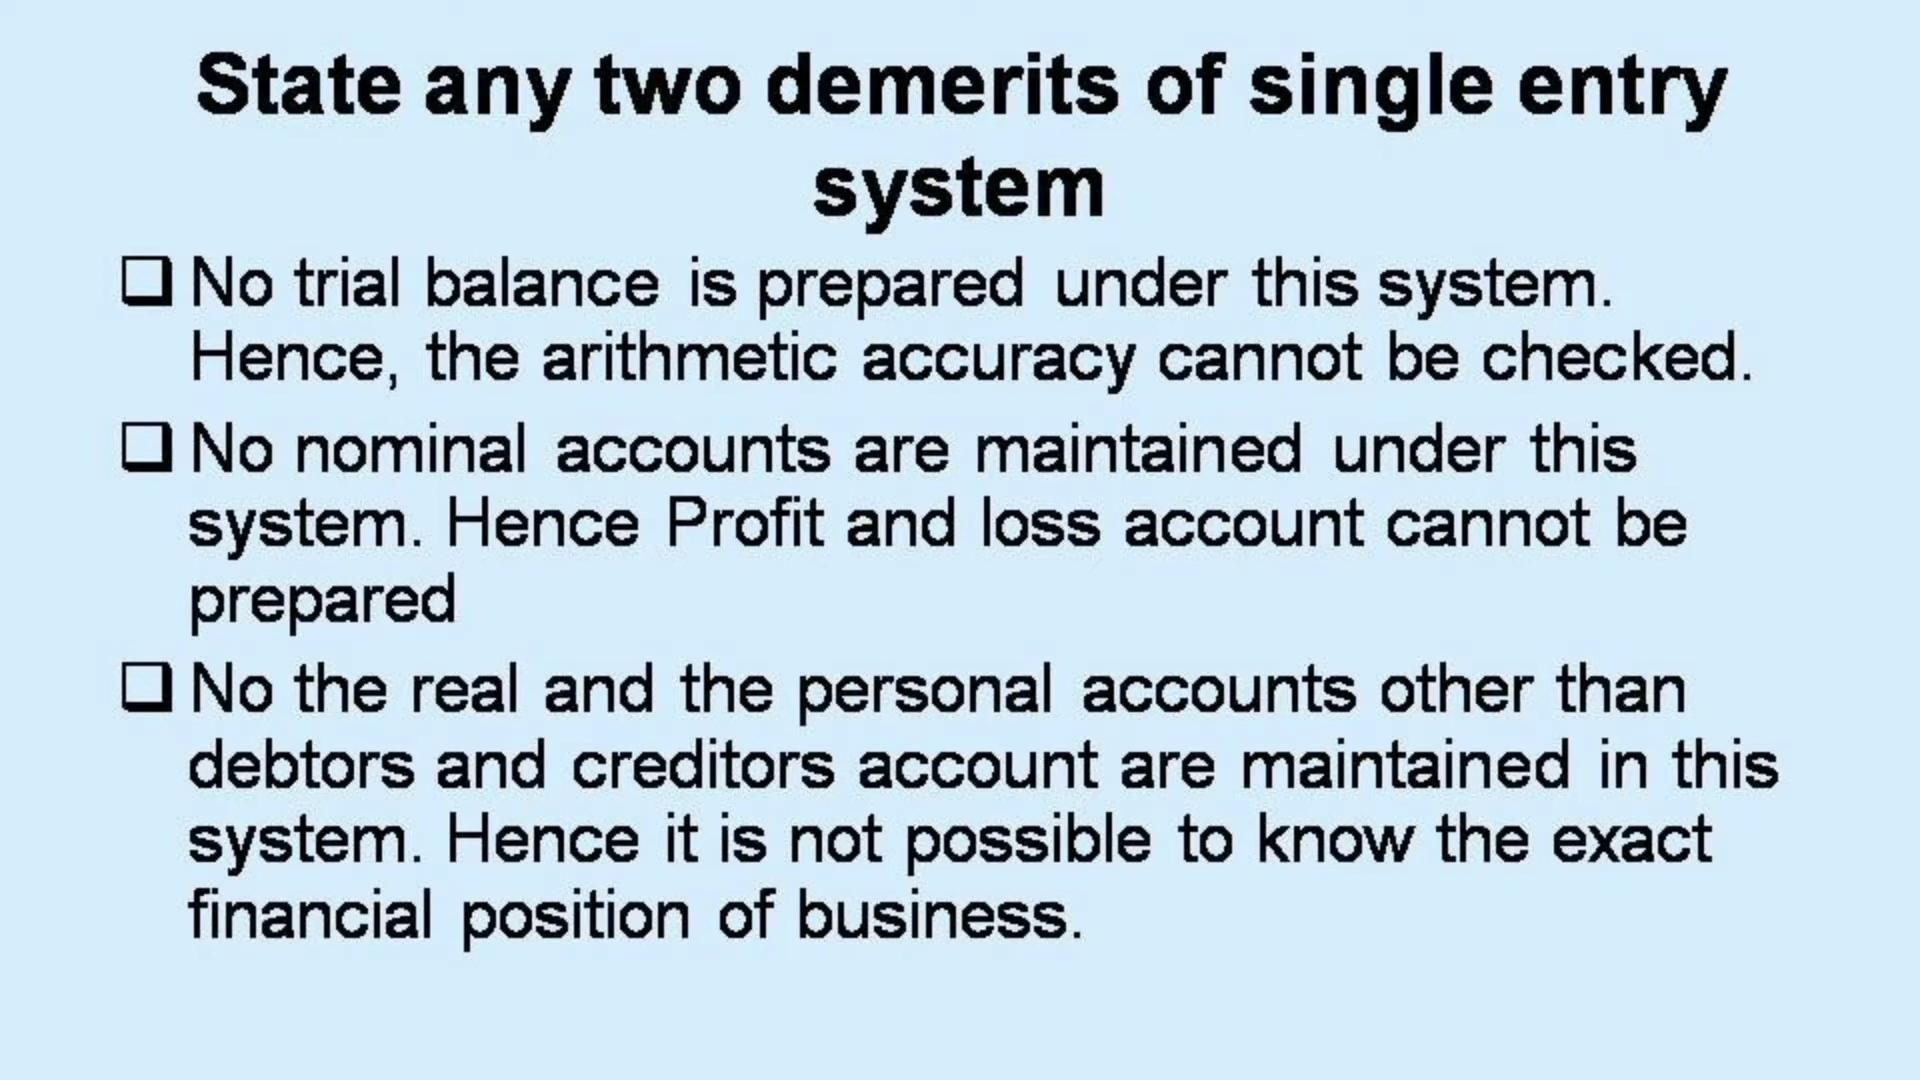 State any two demerits of single entry
system
❑ No trial balance is prepared under this system.
Hence, the arithmetic accuracy cannot be checked.
❑ No nominal accounts are maintained under this
system. Hence Profit and loss account cannot be
prepared
❑ No the real and the personal accounts other than
debtors and creditors account are maintained in this
system. Hence it is not possible to know the exact
financial position of business.